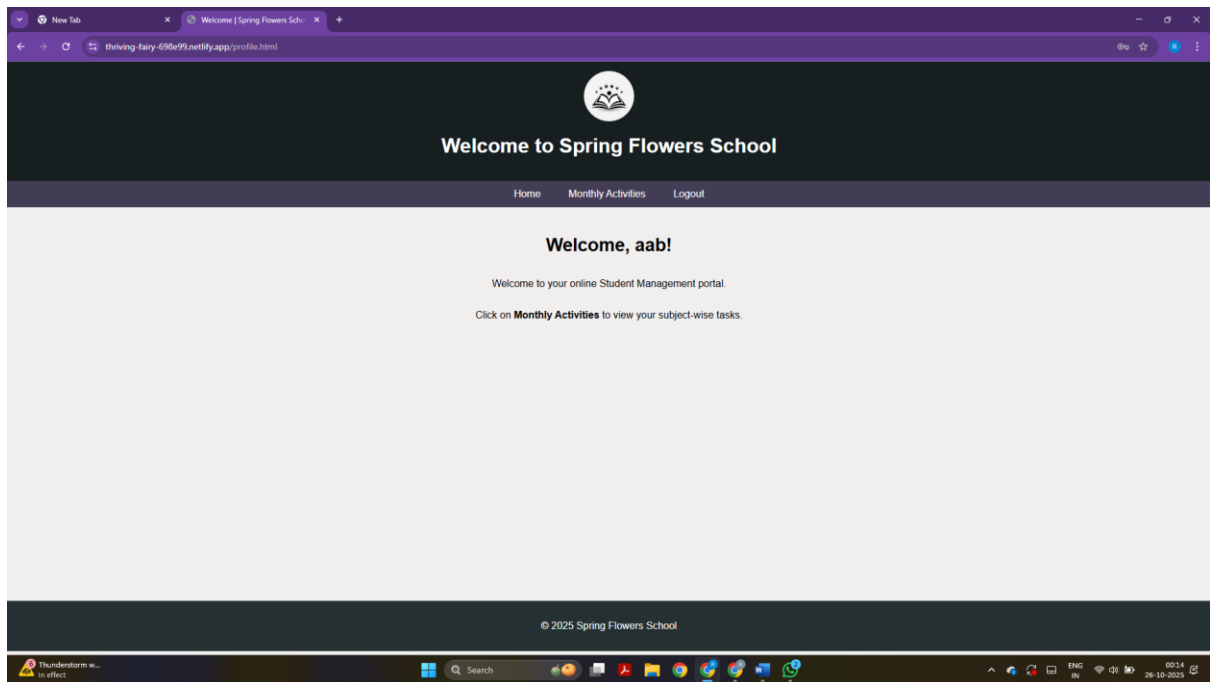 New Tab
Welcome | Spring Flowers Scho
thriving-fairy-698e99.netlify.app/profile.html
R
Welcome to Spring Flowers School
Home Monthly Activities Logout
Welcome, aab!
Welcome to your online Student Management portal.
Click on Monthly Activities to view your subject-wise tasks.
© 2025 Spring Flowers School
6
Thunderstorm w...
In effect
Search
2
ENG
IN
00:14
26-10-2025